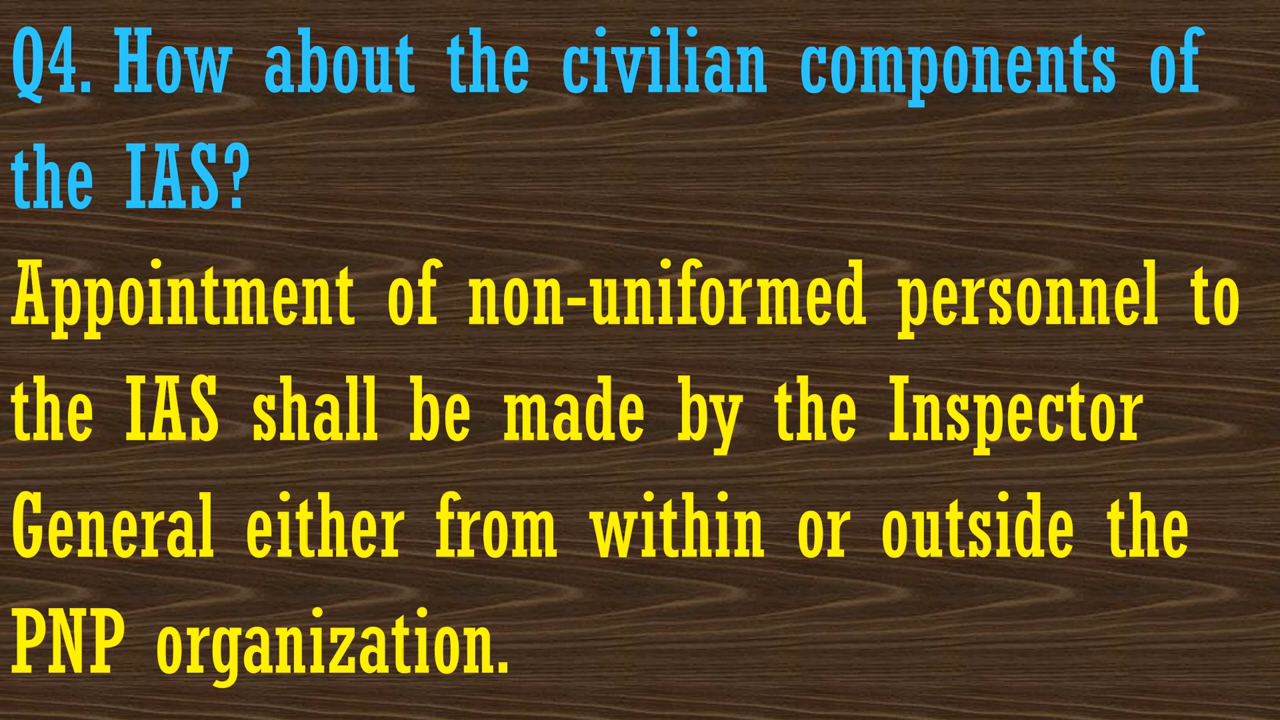 Q4. How about the civilian components of
the IAS?
Appointment of non-uniformed personnel to
the IAS shall be made by the Inspector
General either from within or outside the
PNP organization.